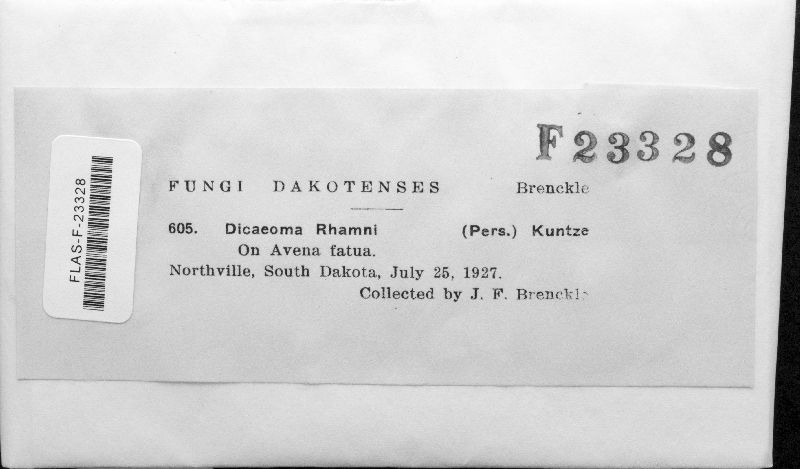 F23328
FLAS-F-23328
FUNGI DAKOTENSES Brenckle
605. Dicaeoma Rhamni (Pers.) Kuntze
On Avena fatua.
Northville, South Dakota, July 25, 1927.
Collected by J. F. Brenckle